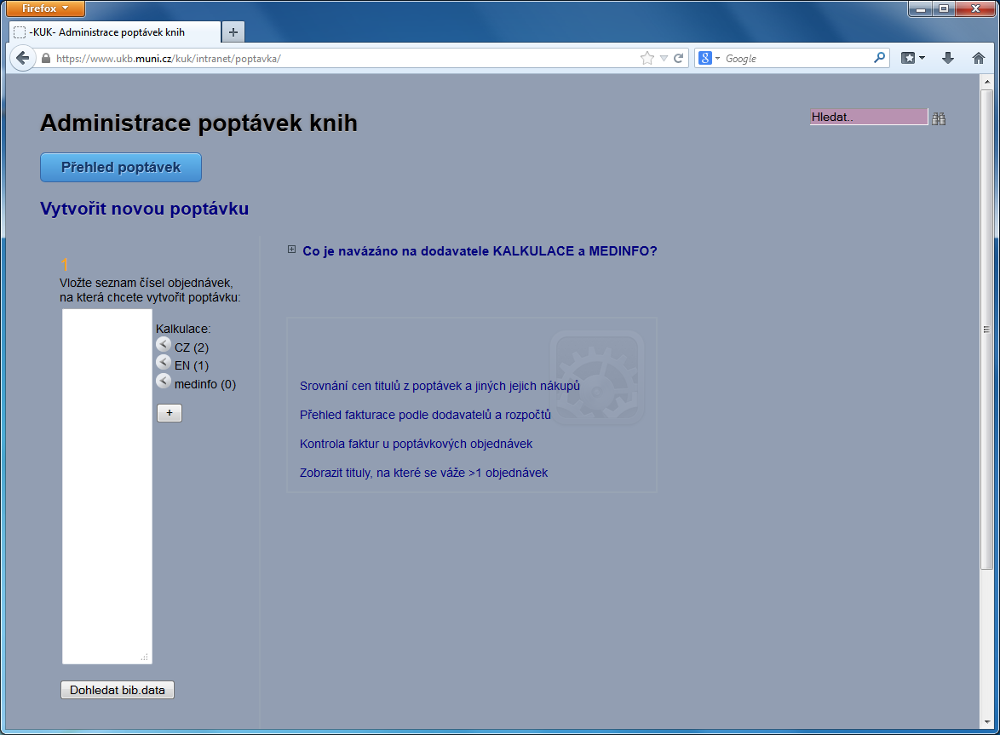 Firefox
-KUK- Administrace poptávek knih
https://www.ukb.muni.cz/kuk/intranet/poptavka/
Google
Administrace poptávek knih
Hledat..
Přehled poptávek
Vytvořit novou poptávku
1
Vložte seznam čísel objednávek,
na která chcete vytvořit poptávku:
Kalkulace:
CZ (2)
EN (1)
medinfo (0)
+
Dohledat bib.data
Co je navázáno na dodavatele KALKULACE a MEDINFO?
Srovnání cen titulů z poptávek a jiných jejich nákupů
Přehled fakturace podle dodavatelů a rozpočtů
Kontrola faktur u poptávkových objednávek
Zobrazit tituly, na které se váže >1 objednávek